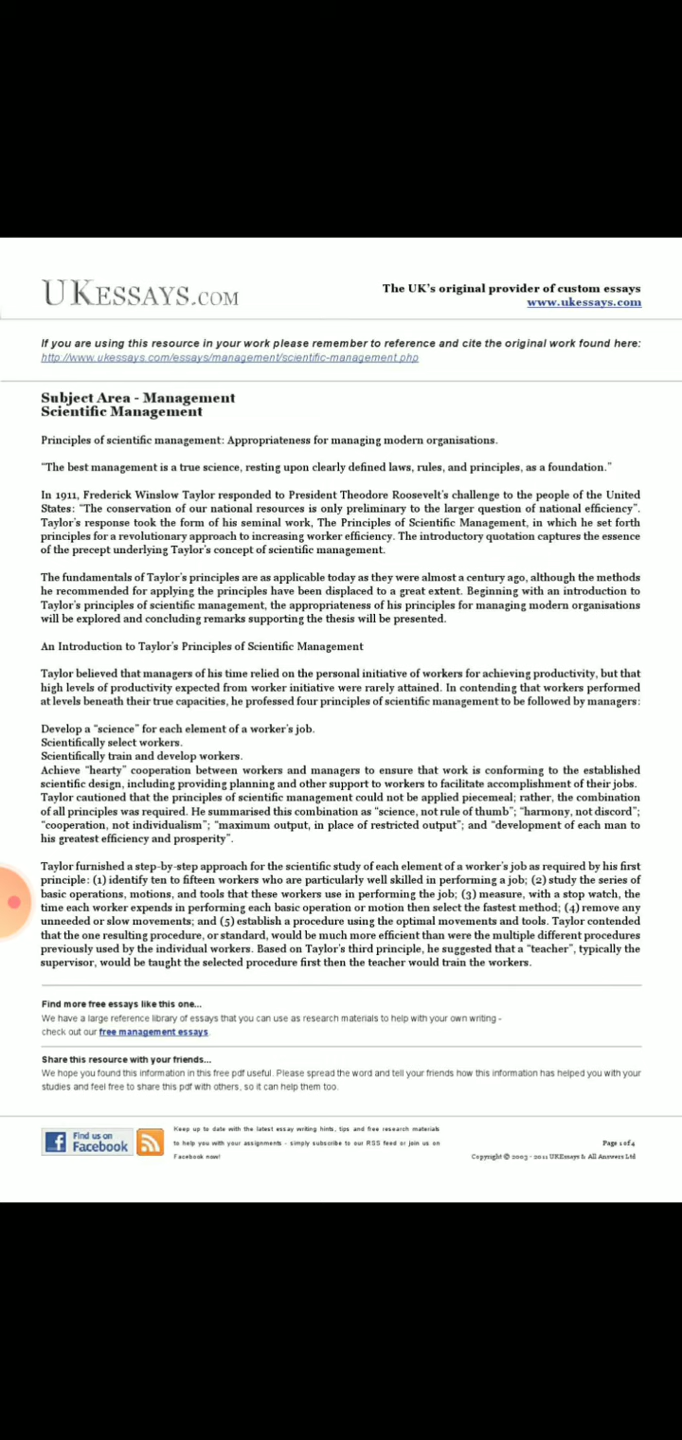 UKESSAYS.COM
The UK's original provider of custom essays
www.ukessays.com
If you are using this resource in your work please remember to reference and cite the original work found here:
http://www.ukessays.com/essays/management/scientific-management.php
Subject Area - Management
Scientific Management
Principles of scientific management: Appropriateness for managing modern organisations.
"The best management is a true science, resting upon clearly defined laws, rules, and principles, as a foundation."
In 1911, Frederick Winslow Taylor responded to President Theodore Roosevelt's challenge to the people of the United
States: "The conservation of our national resources is only preliminary to the larger question of national efficiency".
Taylor's response took the form of his seminal work, The Principles of Scientific Management, in which he set forth
principles for a revolutionary approach to increasing worker efficiency. The introductory quotation captures the essence
of the precept underlying Taylor's concept of scientific management.
The fundamentals of Taylor's principles are as applicable today as they were almost a century ago, although the methods
he recommended for applying the principles have been displaced to a great extent. Beginning with an introduction to
Taylor's principles of scientific management, the appropriateness of his principles for managing modern organisations
will be explored and concluding remarks supporting the thesis will be presented.
An Introduction to Taylor's Principles of Scientific Management
Taylor believed that managers of his time relied on the personal initiative of workers for achieving productivity, but that
high levels of productivity expected from worker initiative were rarely attained. In contending that workers performed
at levels beneath their true capacities, he professed four principles of scientific management to be followed by managers:
Develop a "science" for each element of a worker's job.
Scientifically select workers.
Scientifically train and develop workers.
Achieve "hearty" cooperation between workers and managers to ensure that work is conforming to the established
scientific design, including providing planning and other support to workers to facilitate accomplishment of their jobs.
Taylor cautioned that the principles of scientific management could not be applied piecemeal; rather, the combination
of all principles was required. He summarised this combination as "science, not rule of thumb"; "harmony, not discord";
"cooperation, not individualism"; "maximum output, in place of restricted output"; and "development of each man to
his greatest efficiency and prosperity".
Taylor furnished a step-by-step approach for the scientific study of each element of a worker's job as required by his first
principle: (1) identify ten to fifteen workers who are particularly well skilled in performing a job; (2) study the series of
basic operations, motions, and tools that these workers use in performing the job; (3) measure, with a stop watch, the
time each worker expends in performing each basic operation or motion then select the fastest method; (4) remove any
unneeded or slow movements; and (5) establish a procedure using the optimal movements and tools. Taylor contended
that the one resulting procedure, or standard, would be much more efficient than were the multiple different procedures
previously used by the individual workers. Based on Taylor's third principle, he suggested that a "teacher", typically the
supervisor, would be taught the selected procedure first then the teacher would train the workers.
Find more free essays like this one...
We have a large reference library of essays that you can use as research materials to help with your own writing -
check out our free management essays
Share this resource with your friends...
We hope you found this information in this free pdf useful. Please spread the word and tell your friends how this information has helped you with your
studies and feel free to share this pdf with others, so it can help them too.
Find us on
Facebook
Keep up to date with the latest essay writing hints, tips and free research materials
to help you with your assignments - simply subscribe to our RSS feed or join us on
Facebook now!
Page 1 of 4
Copyright © 2003 - 2011 UKEssays & All Answers Ltd